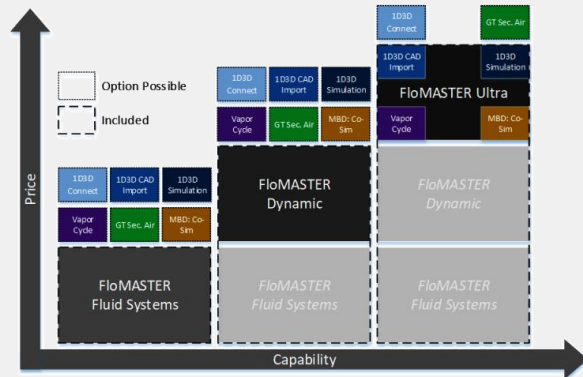 1D3D
Connect
GT Sec. Air
Option Possible
Included
1D3D
Connect
1D3D CAD
Import
1D3D
Simulation
1D3D CAD
Import
1D3D
Simulation
FloMASTER Ultra
Vapor
Cycle
GT Sec. Air
MBD: Co-
Sim
Vapor
Cycle
MBD: Co-
Sim
1D3D
Connect
1D3D CAD
Import
1D3D
Simulation
FloMASTER
Dynamic
FloMASTER
Dynamic
Vapor
Cycle
GT Sec. Air
MBD: Co-
Sim
FloMASTER
Fluid Systems
FloMASTER
Fluid Systems
FloMASTER
Fluid Systems
Price
Capability